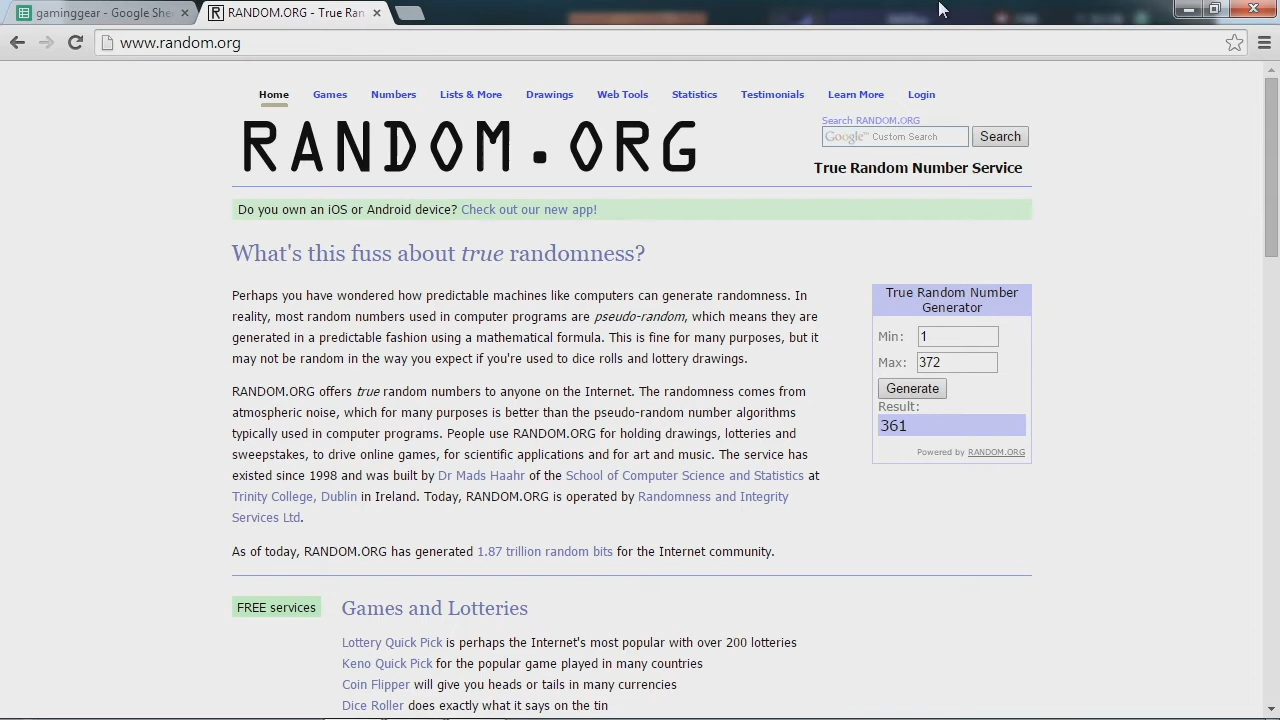 gaminggear - Google She
RANDOM.ORG - True Ran
www.random.org
Home Games Numbers Lists & More Drawings Web Tools Statistics Testimonials Learn More Login
RANDOM.ORG
Search RANDOM.ORG
Google™ Custom Search Search
True Random Number Service
Do you own an iOS or Android device? Check out our new app!
What's this fuss about true randomness?
Perhaps you have wondered how predictable machines like computers can generate randomness. In
reality, most random numbers used in computer programs are pseudo-random, which means they are
generated in a predictable fashion using a mathematical formula. This is fine for many purposes, but it
may not be random in the way you expect if you're used to dice rolls and lottery drawings.
RANDOM.ORG offers true random numbers to anyone on the Internet. The randomness comes from
atmospheric noise, which for many purposes is better than the pseudo-random number algorithms
typically used in computer programs. People use RANDOM.ORG for holding drawings, lotteries and
sweepstakes, to drive online games, for scientific applications and for art and music. The service has
existed since 1998 and was built by Dr Mads Haahr of the School of Computer Science and Statistics at
Trinity College, Dublin in Ireland. Today, RANDOM.ORG is operated by Randomness and Integrity
Services Ltd.
As of today, RANDOM.ORG has generated 1.87 trillion random bits for the Internet community.
True Random Number
Generator
Min: 1
Max: 372
Generate
Result:
361
Powered by RANDOM.ORG
FREE services
Games and Lotteries
Lottery Quick Pick is perhaps the Internet's most popular with over 200 lotteries
Keno Quick Pick for the popular game played in many countries
Coin Flipper will give you heads or tails in many currencies
Dice Roller does exactly what it says on the tin